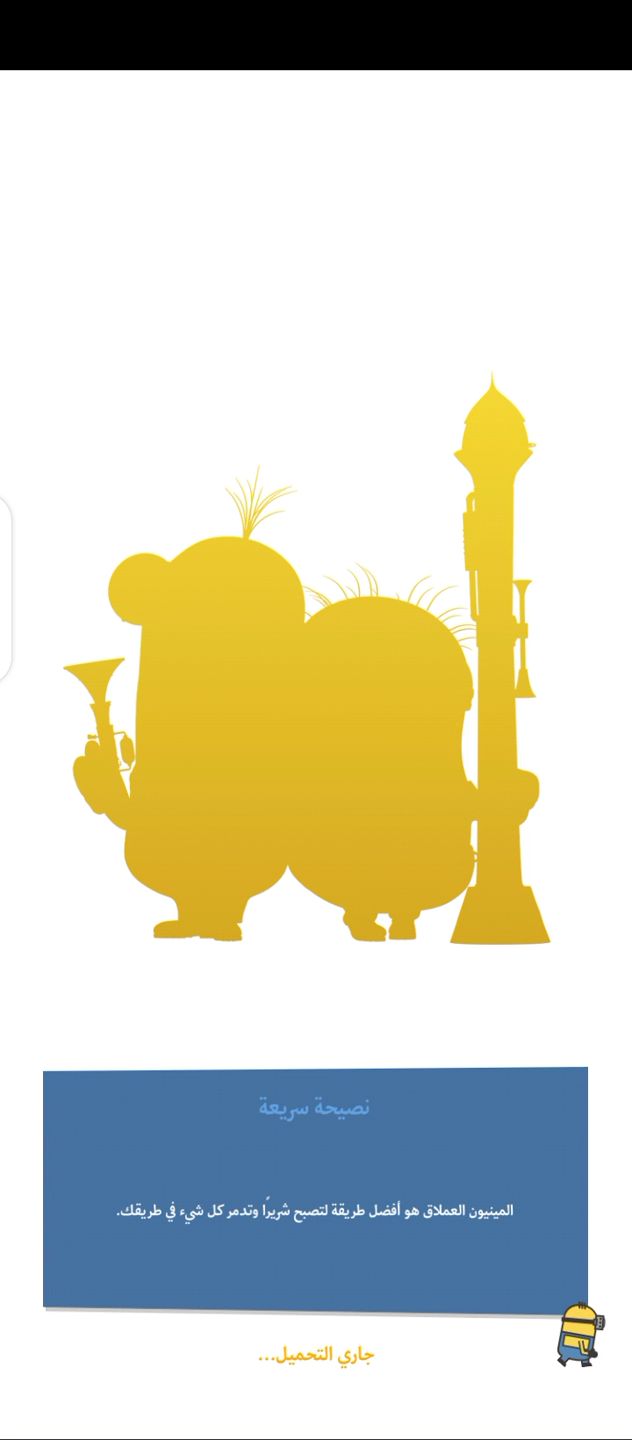 نصيحة سريعة
المينيون العملاق هو أفضل طريقة لتصبح شريرًا وتدمر كل شيء في طريقك.
جاري التحميل...